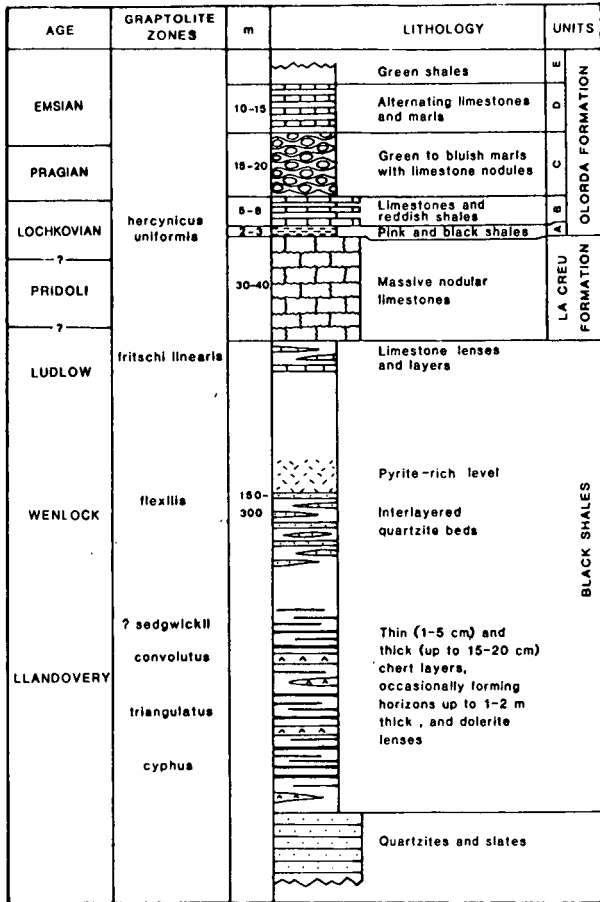 AGE
GRAPTOLITE
ZONES
m
LITHOLOGY
UNITS
EMSIAN
PRAGIAN
LOCHKOVIAN
?
PRIDOLI
?
LUDLOW
WENLOCK
LLANDOVERY
hercynicus
uniformis
fritschi linearis
flexilis
? sedgwickii
convolutus
triangulatus
cyphus
10-15
15-20
5-8
2-3
30-40
150-
300
Green shales
Alternating limestones
and marls
Green to bluish marls
with limestone nodules
Limestones and
reddish shales
Pink and black shales
Massive nodular
limestones
Limestone lenses
and layers
Pyrite-rich level
Interlayered
quartzite beds
Thin (1-5 cm) and
thick (up to 15-20 cm)
chert layers,
occasionally forming
horizons up to 1-2 m
thick , and dolerite
lenses
Quartzites and slates
E
D
C
B
A
OLORDA FORMATION
LA CREU
FORMATION
BLACK SHALES